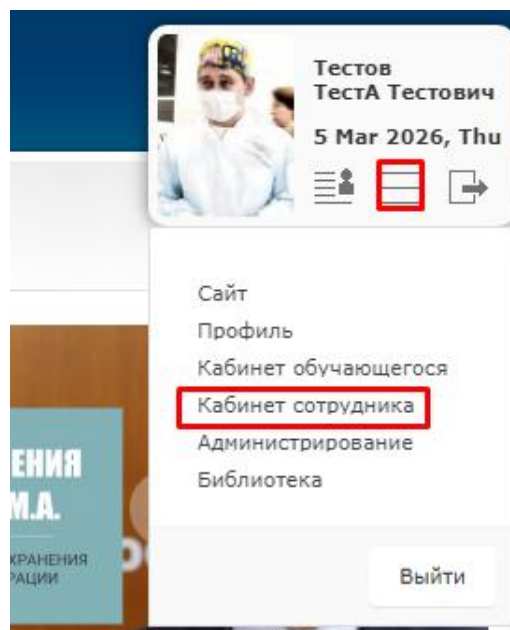 Тестов
ТестА Тестович
5 Mar 2026, Thu
Сайт
Профиль
Кабинет обучающегося
Кабинет сотрудника
Администрирование
Библиотека
ЕНИЯ
М.А.
ХРАНЕНИЯ
РАЦИИ
Выйти